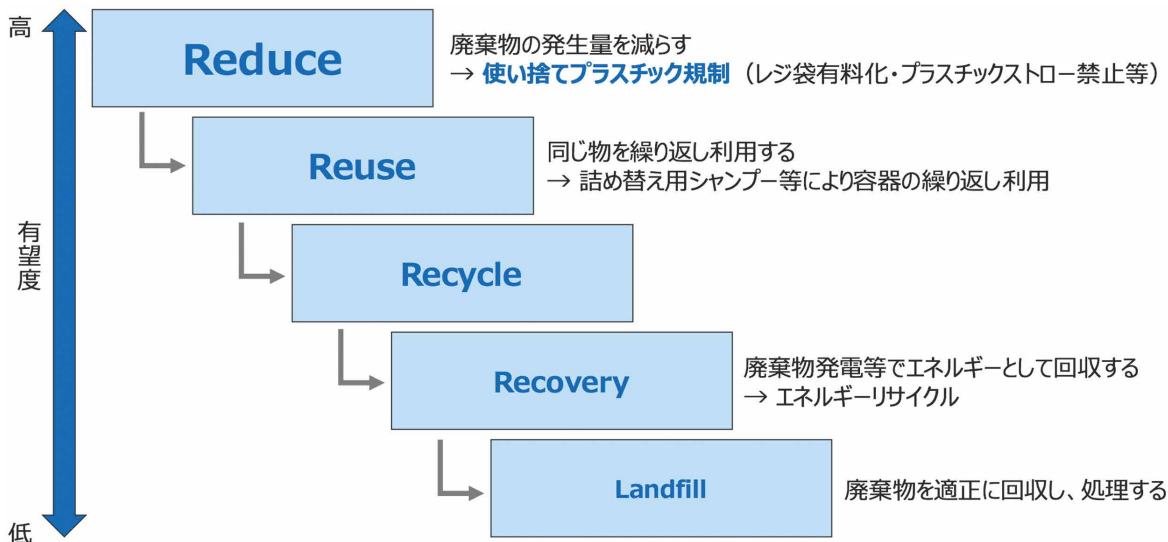 高
Reduce
廃棄物の発生量を減らす
→ 使い捨てプラスチック規制（レジ袋有料化・プラスチックストロー禁止等）
Reuse
同じ物を繰り返し利用する
→ 詰め替え用シャンプー等により容器の繰り返し利用
有望度
Recycle
Recovery
廃棄物発電等でエネルギーとして回収する
→ エネルギーリサイクル
Landfill
廃棄物を適正に回収し、処理する
低